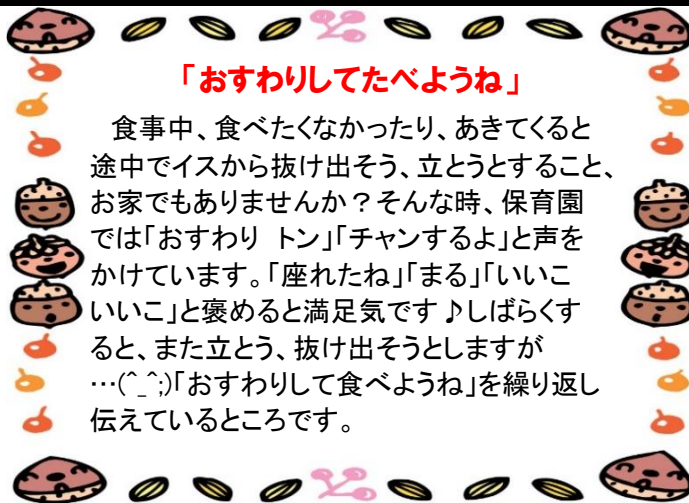 「おすわりしてたべようね」
食事中、食べたくなかったり、あきてくると
途中でイスから抜け出そう、立とうとすること、
お家でもありませんか？そんな時、保育園
では「おすわり　トン」「チャンするよ」と声を
かけています。「座れたね」「まる」「いいこ
いいこ」と褒めると満足気です♪しばらくす
ると、また立とう、抜け出そうとしますが
…(^_^;)「おすわりして食べようね」を繰り返し
伝えているところです。